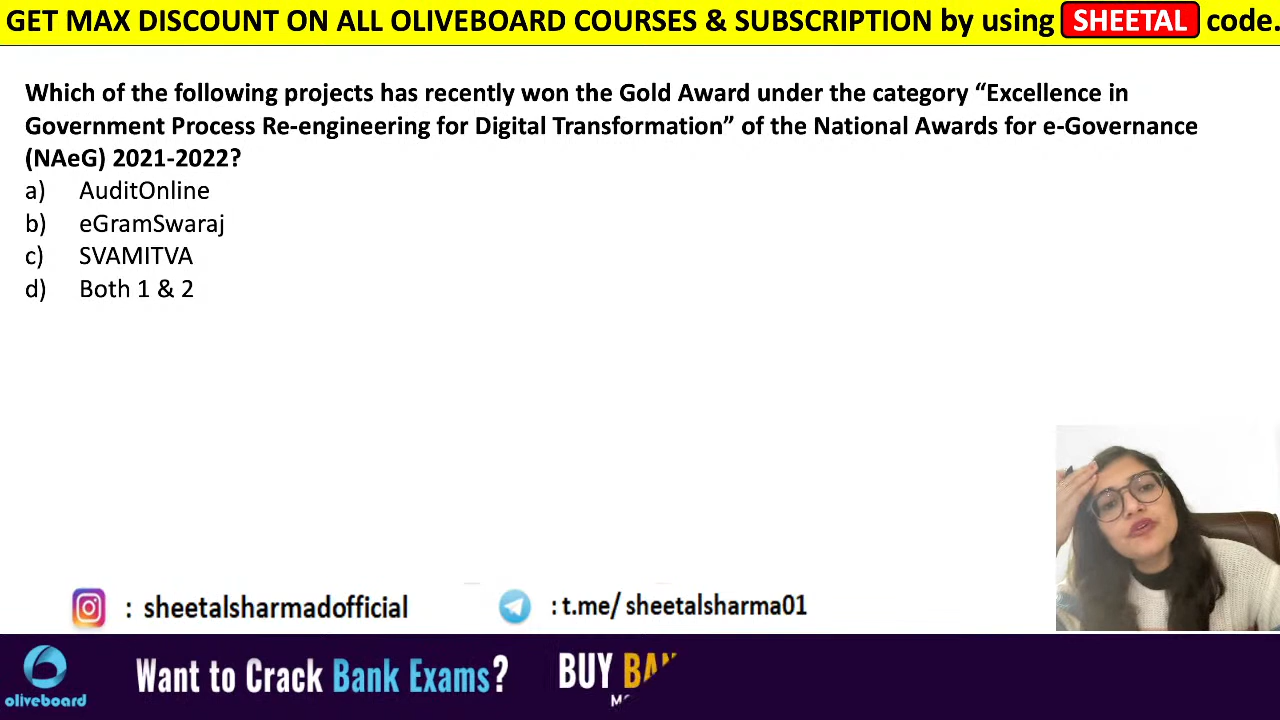 GET MAX DISCOUNT ON ALL OLIVEBOARD COURSES & SUBSCRIPTION by using SHEETAL code.
Which of the following projects has recently won the Gold Award under the category “Excellence in
Government Process Re-engineering for Digital Transformation” of the National Awards for e-Governance
(NAeG) 2021-2022?
a) AuditOnline
b) eGramSwaraj
c) SVAMITVA
d) Both 1 & 2
: sheetalsharmadofficial : t.me/ sheetalsharma01
Want to Crack Bank Exams? BUY
oliveboard